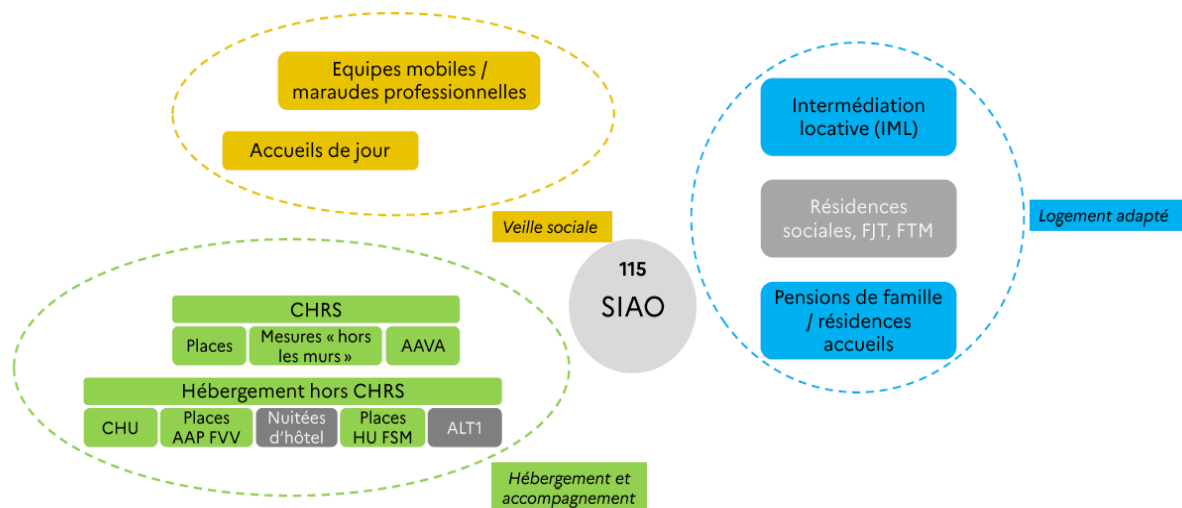 Equipes mobiles /
maraudes professionnelles
Accueils de jour
Veille sociale
115
SIAO
CHRS
Places
Mesures « hors
les murs »
AAVA
Hébergement hors CHRS
CHU
Places
AAP FVV
Nuitées
d'hôtel
Places
HU FSM
ALT1
Hébergement et
accompagnement
Intermédiation
locative (IML)
Résidences
sociales, FJT, FTM
Pensions de famille
/ résidences
accueils
Logement adapté